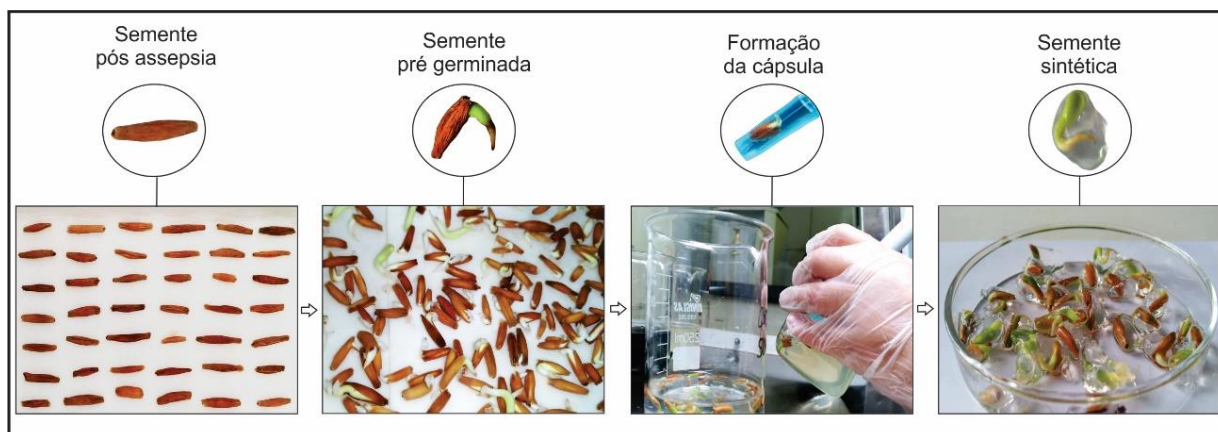 Semente
pós assepsia
Semente
pré germinada
Formação
da cápsula
Semente
sintética